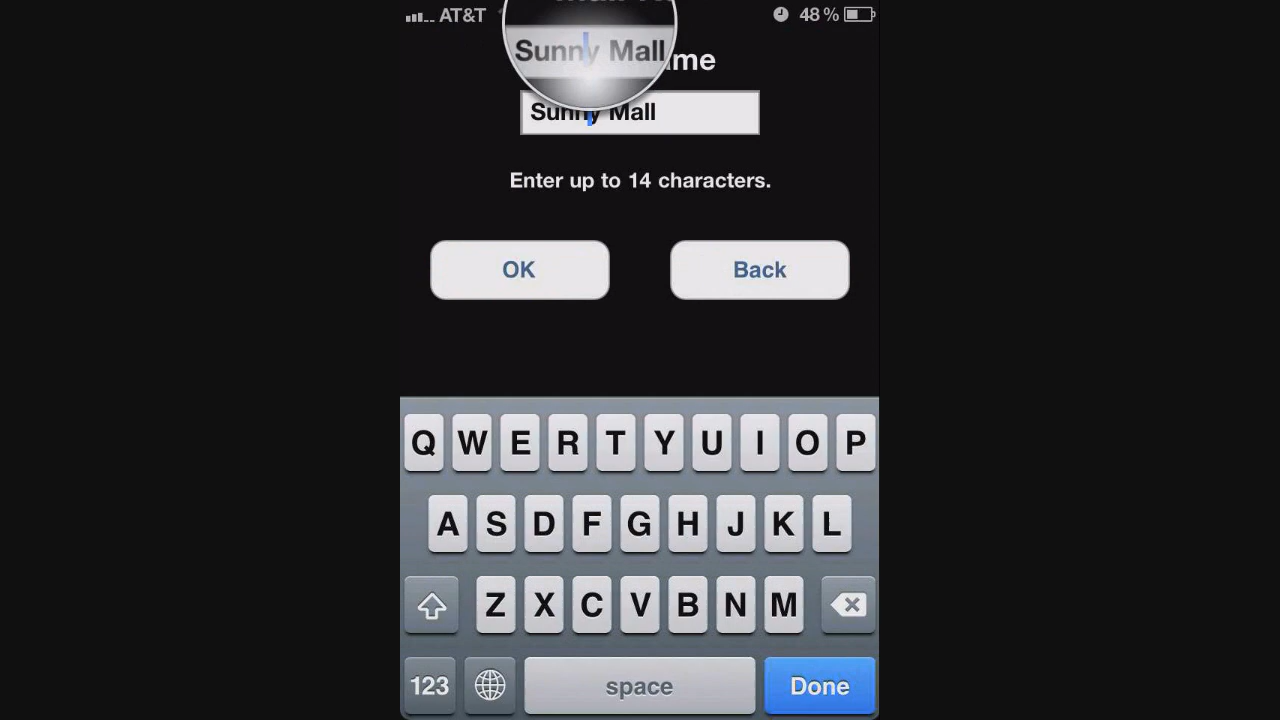 AT&T 48 %
Sunny Mall
me
Sunny Mall
Enter up to 14 characters.
OK Back
Q W E R T Y U I O P
A S D F G H J K L
Z X C V B N M
123 space Done